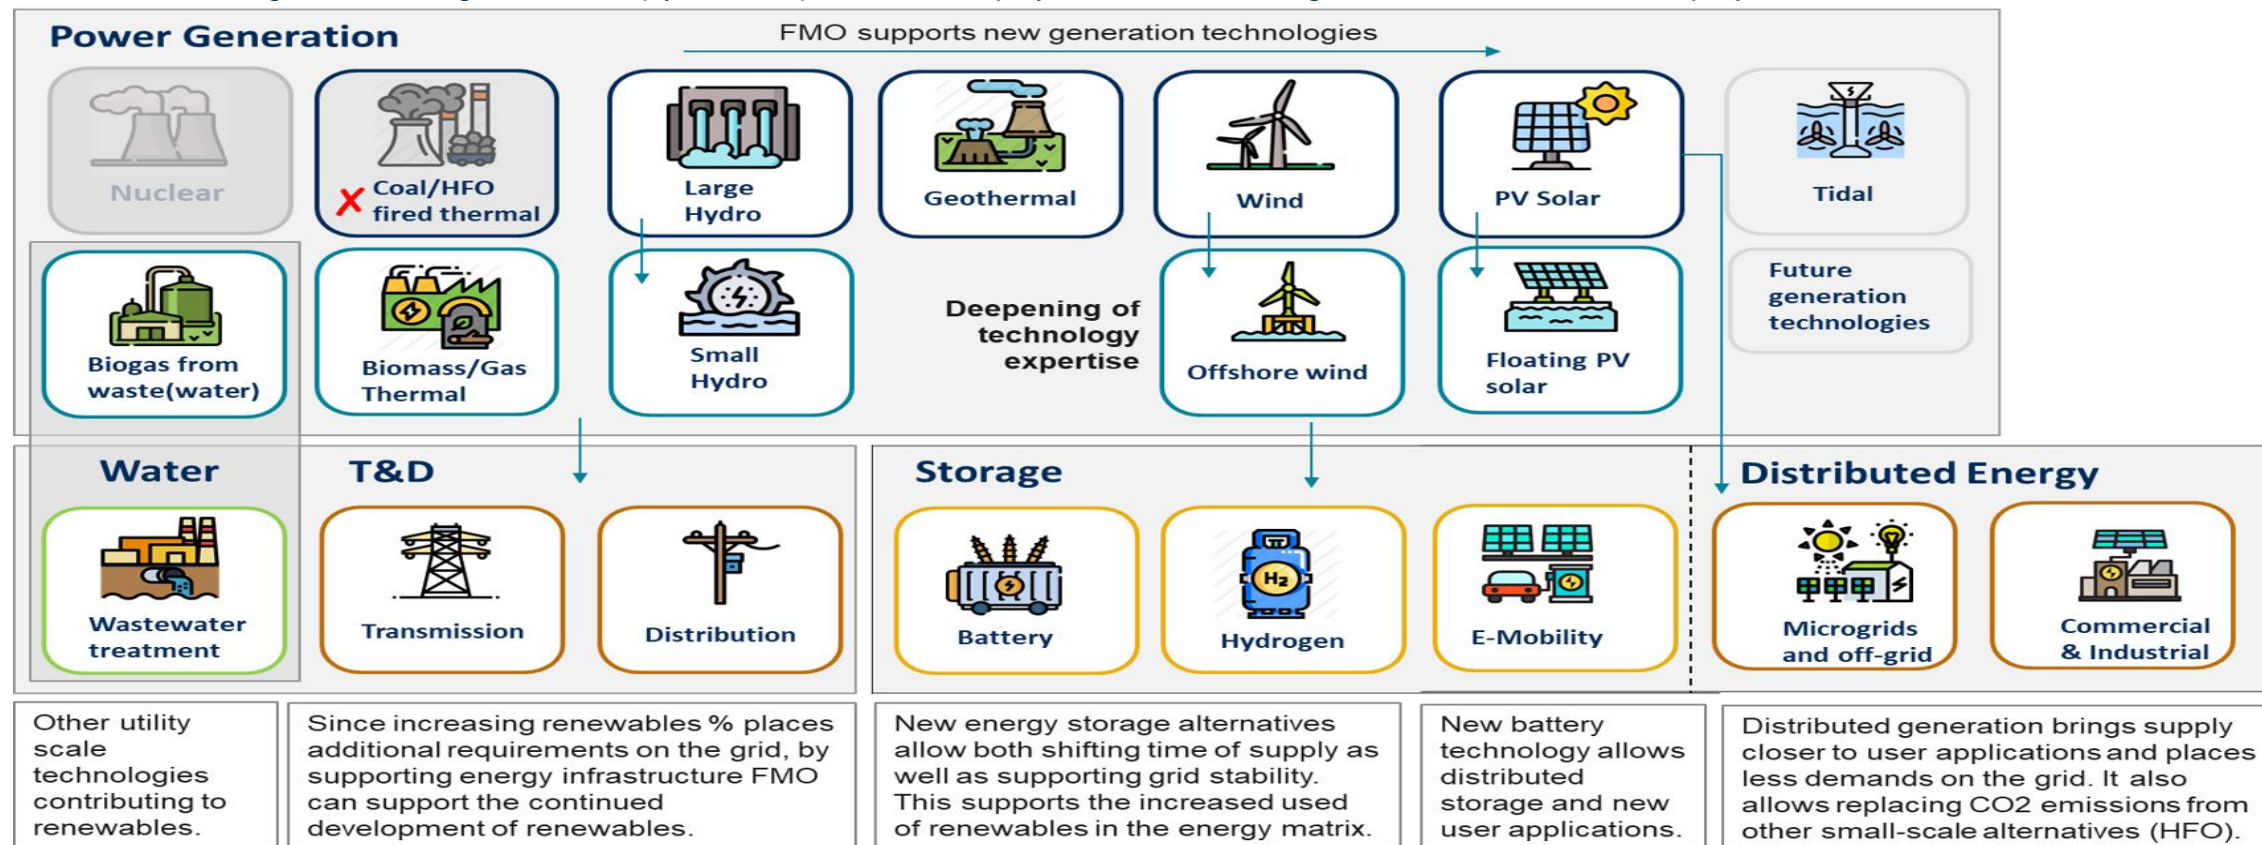 Power Generation
FMO supports new generation technologies
Nuclear
Coal/HFO
fired thermal
Large
Hydro
Geothermal
Wind
PV Solar
Tidal
Biogas from
waste(water)
Biomass/Gas
Thermal
Small
Hydro
Deepening of
technology
expertise
Offshore wind
Floating PV
solar
Future
generation
technologies
Water
T&D
Storage
Distributed Energy
Wastewater
treatment
Transmission
Distribution
Battery
H2
Hydrogen
E-Mobility
Microgrids
and off-grid
Commercial
& Industrial
Other utility
scale
technologies
contributing to
renewables.
Since increasing renewables % places
additional requirements on the grid, by
supporting energy infrastructure FMO
can support the continued
development of renewables.
New energy storage alternatives
allow both shifting time of supply as
well as supporting grid stability.
This supports the increased used
of renewables in the energy matrix.
New battery
technology allows
distributed
storage and new
user applications.
Distributed generation brings supply
closer to user applications and places
less demands on the grid. It also
allows replacing CO2 emissions from
other small-scale alternatives (HFO).